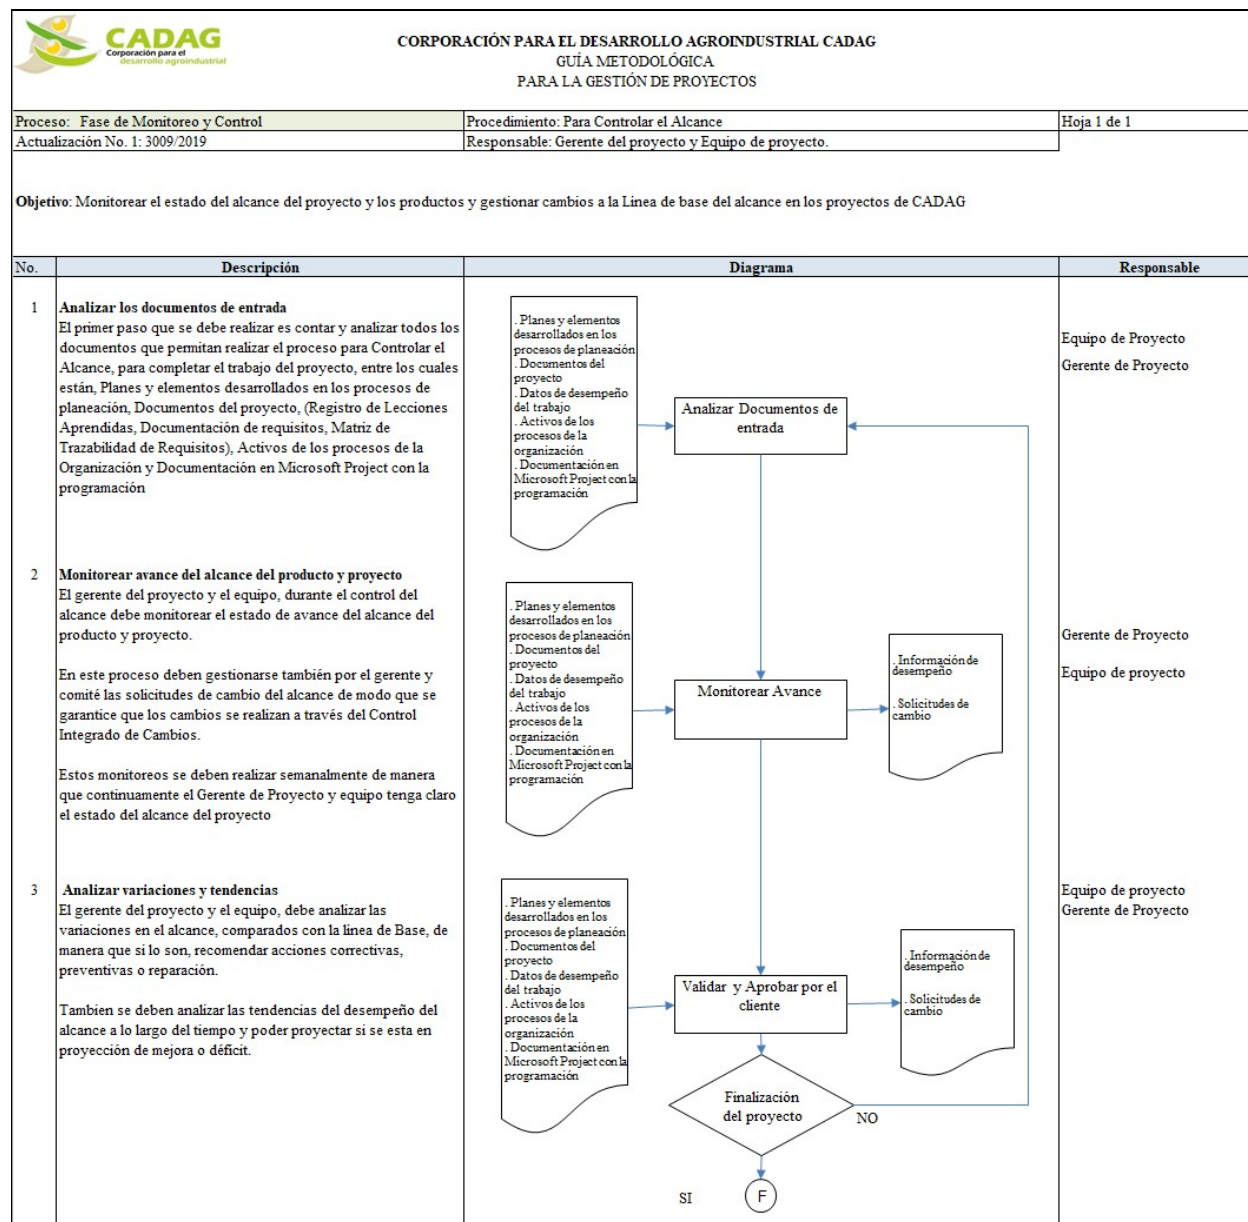 CADAG
Corporación para el
desarrollo agroindustrial
CORPORACIÓN PARA EL DESARROLLO AGROINDUSTRIAL CADAG
GUÍA METODOLÓGICA
PARA LA GESTIÓN DE PROYECTOS
Proceso: Fase de Monitoreo y Control
Procedimiento: Para Controlar el Alcance
Hoja 1 de 1
Actualización No. 1: 3009/2019
Responsable: Gerente del proyecto y Equipo de proyecto.
Objetivo: Monitorear el estado del alcance del proyecto y los productos y gestionar cambios a la Linea de base del alcance en los proyectos de CADAG
No.
Descripción
Diagrama
Responsable
1
Analizar los documentos de entrada
El primer paso que se debe realizar es contar y analizar todos los
documentos que permitan realizar el proceso para Controlar el
Alcance, para completar el trabajo del proyecto, entre los cuales
están, Planes y elementos desarrollados en los procesos de
planeación, Documentos del proyecto, (Registro de Lecciones
Aprendidas, Documentación de requisitos, Matriz de
Trazabilidad de Requisitos), Activos de los procesos de la
Organización y Documentación en Microsoft Project con la
programación
. Planes y elementos
desarrollados en los
procesos de planeación
. Documentos del
proyecto
. Datos de desempeño
del trabajo
. Activos de los
procesos de la
organización
. Documentación en
Microsoft Project con la
programación
Analizar Documentos de
entrada
Equipo de Proyecto
Gerente de Proyecto
2
Monitorear avance del alcance del producto y proyecto
El gerente del proyecto y el equipo, durante el control del
alcance debe monitorear el estado de avance del alcance del
producto y proyecto.
En este proceso deben gestionarse también por el gerente y
comité las solicitudes de cambio del alcance de modo que se
garantice que los cambios se realizan a través del Control
Integrado de Cambios.
Estos monitoreos se deben realizar semanalmente de manera
que continuamente el Gerente de Proyecto y equipo tenga claro
el estado del alcance del proyecto
. Planes y elementos
desarrollados en los
procesos de planeación
. Documentos del
proyecto
. Datos de desempeño
del trabajo
. Activos de los
procesos de la
organización
. Documentación en
Microsoft Project con la
programación
Monitorear Avance
. Información de
desempeño
. Solicitudes de
cambio
Gerente de Proyecto
Equipo de proyecto
3
Analizar variaciones y tendencias
El gerente del proyecto y el equipo, debe analizar las
variaciones en el alcance, comparados con la linea de Base, de
manera que si lo son, recomendar acciones correctivas,
preventivas o reparación.
Tambien se deben analizar las tendencias del desempeño del
alcance a lo largo del tiempo y poder proyectar si se esta en
proyección de mejora o défícit.
. Planes y elementos
desarrollados en los
procesos de planeación
. Documentos del
proyecto
. Datos de desempeño
del trabajo
. Activos de los
procesos de la
organización
. Documentación en
Microsoft Project con la
programación
Validar y Aprobar por el
cliente
. Información de
desempeño
. Solicitudes de
cambio
Equipo de proyecto
Gerente de Proyecto
Finalización
del proyecto
NO
SI
F